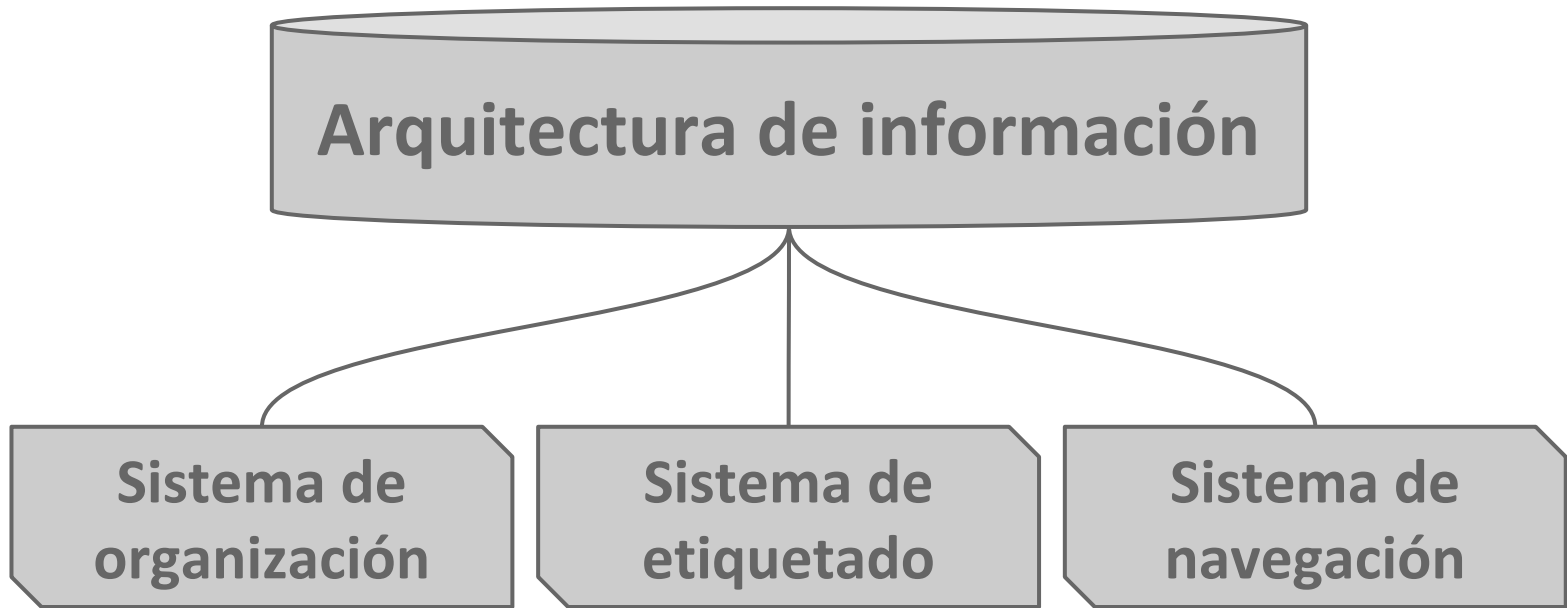 Arquitectura de información
Sistema de
organización
Sistema de
etiquetado
Sistema de
navegación